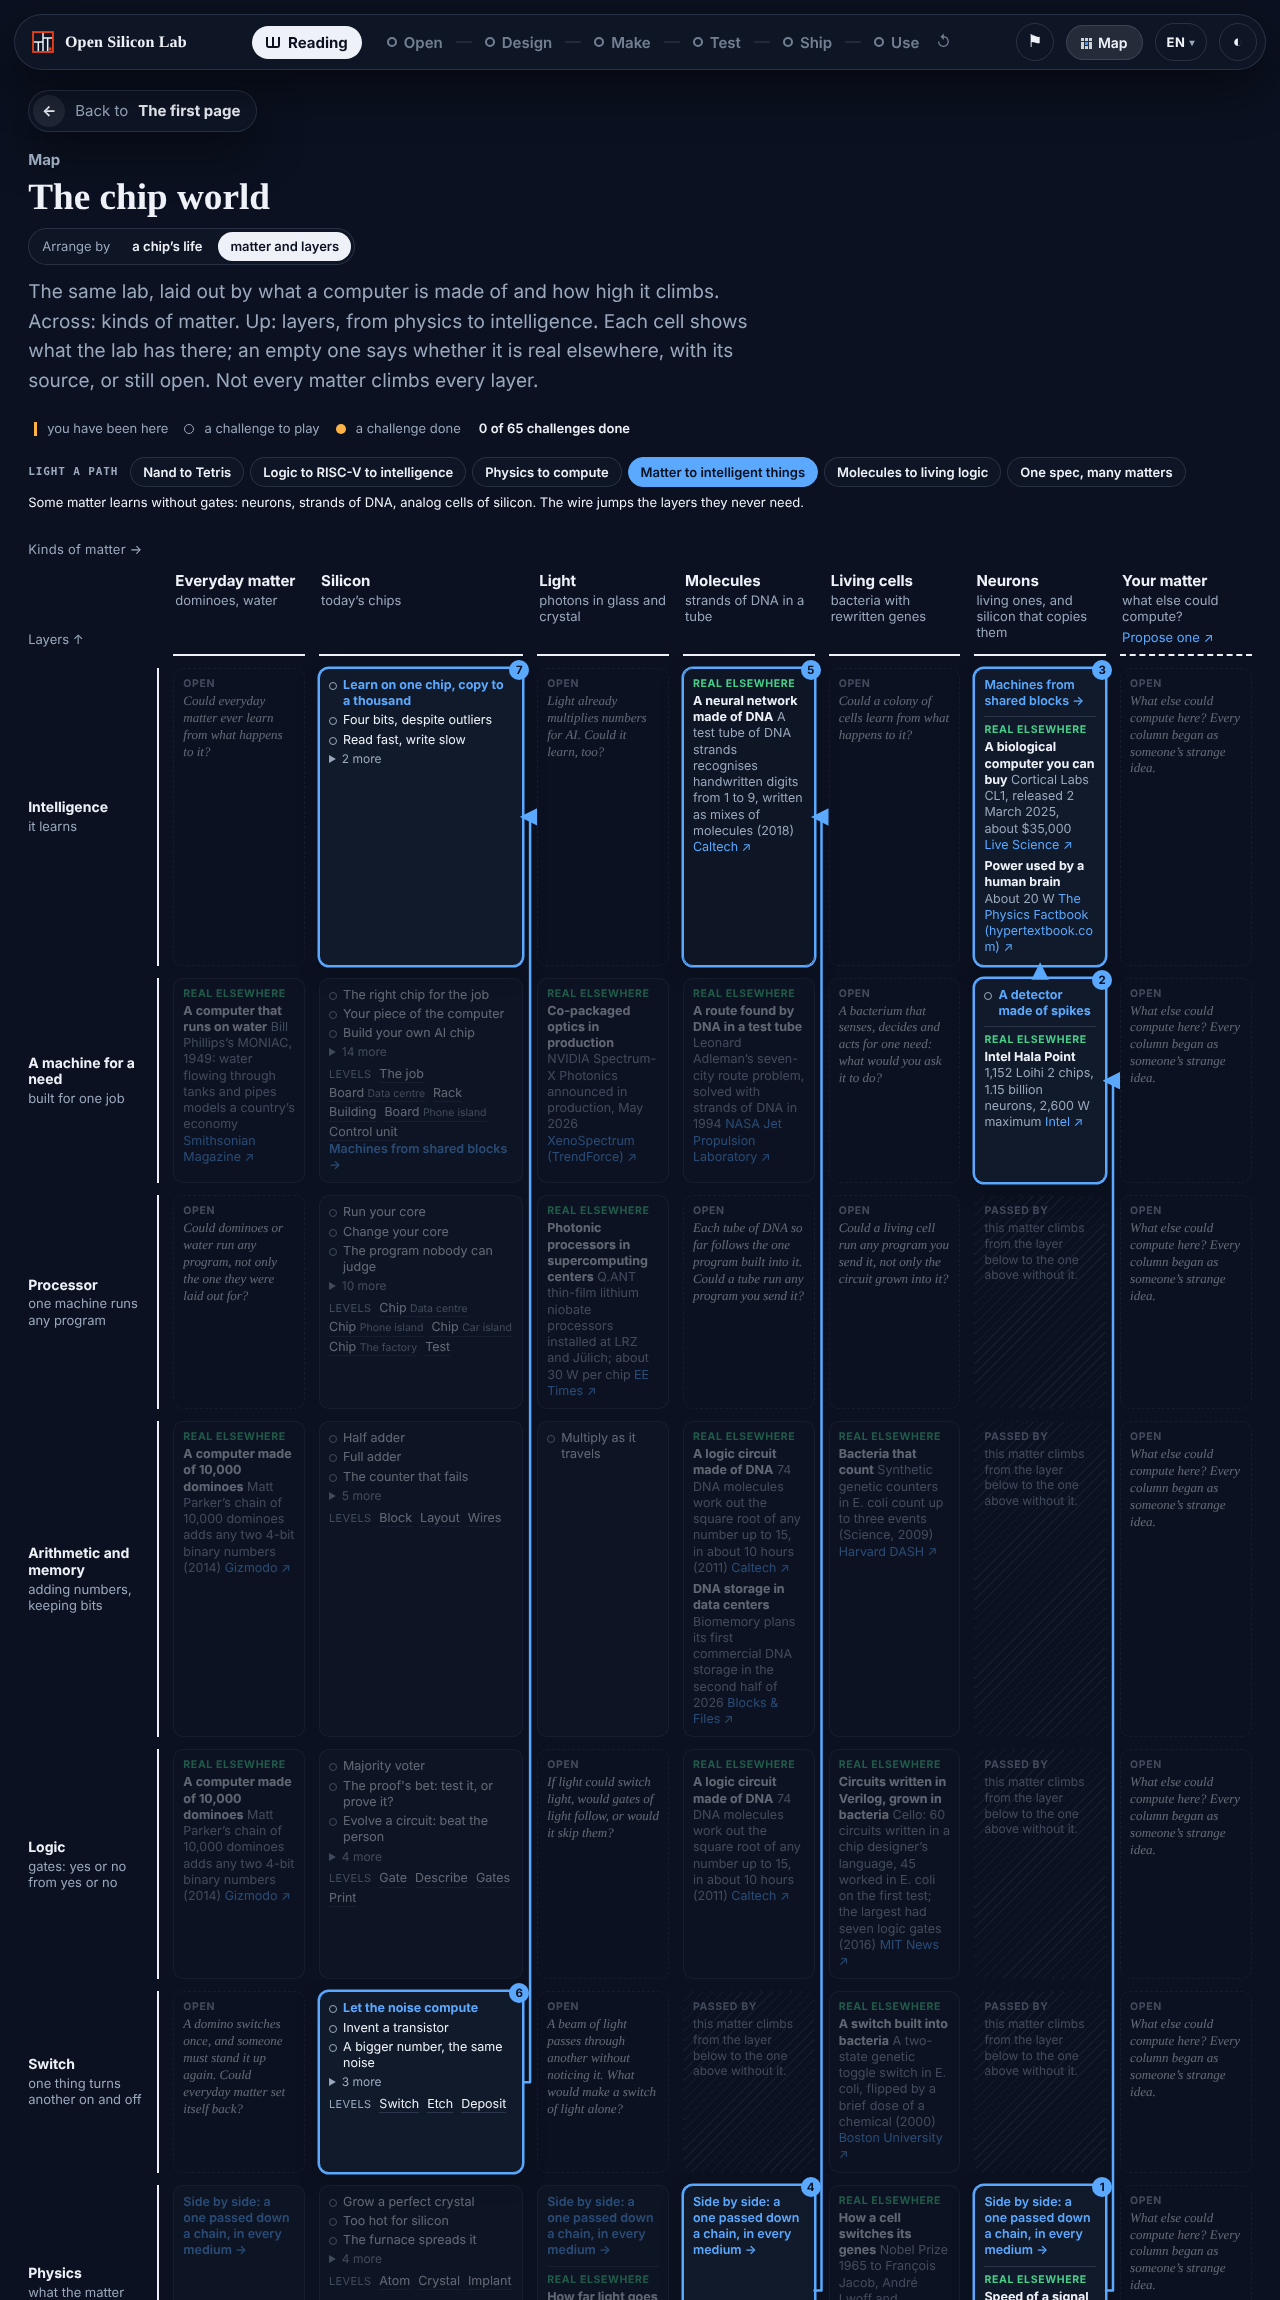 Open Silicon Lab
Reading
Open
Design
Make
Test
Ship
Use
Map
EN
Back to The first page
Map
The chip world
Arrange by a chip's life matter and layers
The same lab, laid out by what a computer is made of and how high it climbs.
Across: kinds of matter. Up: layers, from physics to intelligence. Each cell shows
what the lab has there; an empty one says whether it is real elsewhere, with its
source, or still open. Not every matter climbs every layer.
you have been here a challenge to play a challenge done 0 of 65 challenges done
LIGHT A PATH Nand to Tetris Logic to RISC-V to intelligence Physics to compute Matter to intelligent things Molecules to living logic One spec, many matters
Some matter learns without gates: neurons, strands of DNA, analog cells of silicon. The wire jumps the layers they never need.
Kinds of matter →
Layers ↑
Everyday matter
dominoes, water
Silicon
today's chips
Light
photons in glass and
crystal
Molecules
strands of DNA in a
tube
Living cells
bacteria with
rewritten genes
Neurons
living ones, and
silicon that copies
them
Your matter
what else could
compute?
Propose one ↗
Intelligence
it learns
OPEN
Could everyday
matter ever learn
from what happens
to it?
7
Learn on one chip, copy to
a thousand
Four bits, despite outliers
Read fast, write slow
2 more
OPEN
Light already
multiplies numbers
for AI. Could it
learn, too?
5
REAL ELSEWHERE
A neural network
made of DNA A
test tube of DNA
strands
recognises
handwritten digits
from 1 to 9, written
as mixes of
molecules (2018)
Caltech ↗
OPEN
Could a colony of
cells learn from what
happens to it?
3
Machines from
shared blocks →
REAL ELSEWHERE
A biological
computer you can
buy Cortical Labs
CL1, released 2
March 2025,
about $35,000
Live Science ↗
Power used by a
human brain
About 20 W The
Physics Factbook
(hypertextbook.co
m) ↗
OPEN
What else could
compute here? Every
column began as
someone's strange
idea.
A machine for a
need
built for one job
REAL ELSEWHERE
A computer that
runs on water Bill
Phillips's MONIAC,
1949: water
flowing through
tanks and pipes
models a country's
economy
Smithsonian
Magazine ↗
The right chip for the job
Your piece of the computer
Build your own AI chip
14 more
LEVELS The job
Board Data centre Rack
Building Board Phone island
Control unit
Machines from shared blocks
→
REAL ELSEWHERE
Co-packaged
optics in
production
NVIDIA Spectrum-
X Photonics
announced in
production, May
2026
XenoSpectrum
(TrendForce) ↗
REAL ELSEWHERE
A route found by
DNA in a test tube
Leonard
Adleman's seven-
city route problem,
solved with
strands of DNA in
1994 NASA Jet
Propulsion
Laboratory ↗
OPEN
A bacterium that
senses, decides and
acts for one need:
what would you ask
it to do?
2
A detector
made of spikes
REAL ELSEWHERE
Intel Hala Point
1,152 Loihi 2 chips,
1.15 billion
neurons, 2,600 W
maximum Intel ↗
OPEN
What else could
compute here? Every
column began as
someone's strange
idea.
Processor
one machine runs
any program
OPEN
Could dominoes or
water run any
program, not only
the one they were
laid out for?
Run your core
Change your core
The program nobody can
judge
10 more
LEVELS Chip Data centre
Chip Phone island Chip Car island
Chip The factory Test
REAL ELSEWHERE
Photonic
processors in
supercomputing
centers Q.ANT
thin-film lithium
niobate
processors
installed at LRZ
and Jülich; about
30 W per chip EE
Times ↗
OPEN
Each tube of DNA so
far follows the one
program built into it.
Could a tube run any
program you send it?
OPEN
Could a living cell
run any program you
send it, not only the
circuit grown into it?
PASSED BY
this matter climbs
from the layer
below to the one
above without it.
OPEN
What else could
compute here? Every
column began as
someone's strange
idea.
Arithmetic and
memory
adding numbers,
keeping bits
REAL ELSEWHERE
A computer made
of 10,000
dominoes Matt
Parker's chain of
10,000 dominoes
adds any two 4-bit
binary numbers
(2014) Gizmodo ↗
Half adder
Full adder
The counter that fails
5 more
LEVELS Block Layout Wires
Multiply as it
travels
REAL ELSEWHERE
A logic circuit
made of DNA 74
DNA molecules
work out the
square root of any
number up to 15,
in about 10 hours
(2011) Caltech ↗
DNA storage in
data centers
Biomemory plans
its first
commercial DNA
storage in the
second half of
2026 Blocks &
Files ↗
REAL ELSEWHERE
Bacteria that
count Synthetic
genetic counters
in E. coli count up
to three events
(Science, 2009)
Harvard DASH ↗
PASSED BY
this matter climbs
from the layer
below to the one
above without it.
OPEN
What else could
compute here? Every
column began as
someone's strange
idea.
Logic
gates: yes or no
from yes or no
REAL ELSEWHERE
A computer made
of 10,000
dominoes Matt
Parker's chain of
10,000 dominoes
adds any two 4-bit
binary numbers
(2014) Gizmodo ↗
Majority voter
The proof's bet: test it, or
prove it?
Evolve a circuit: beat the
person
4 more
LEVELS Gate Describe Gates
Print
OPEN
If light could switch
light, would gates of
light follow, or would
it skip them?
REAL ELSEWHERE
A logic circuit
made of DNA 74
DNA molecules
work out the
square root of any
number up to 15,
in about 10 hours
(2011) Caltech ↗
REAL ELSEWHERE
Circuits written in
Verilog, grown in
bacteria Cello: 60
circuits written in a
chip designer's
language, 45
worked in E. coli
on the first test;
the largest had
seven logic gates
(2016) MIT News
↗
PASSED BY
this matter climbs
from the layer
below to the one
above without it.
OPEN
What else could
compute here? Every
column began as
someone's strange
idea.
Switch
one thing turns
another on and off
OPEN
A domino switches
once, and someone
must stand it up
again. Could
everyday matter set
itself back?
6
Let the noise compute
Invent a transistor
A bigger number, the same
noise
3 more
LEVELS Switch Etch Deposit
OPEN
A beam of light
passes through
another without
noticing it. What
would make a switch
of light alone?
PASSED BY
this matter climbs
from the layer
below to the one
above without it.
REAL ELSEWHERE
A switch built into
bacteria A two-
state genetic
toggle switch in E.
coli, flipped by a
brief dose of a
chemical (2000)
Boston University
↗
PASSED BY
this matter climbs
from the layer
below to the one
above without it.
OPEN
What else could
compute here? Every
column began as
someone's strange
idea.
Physics
what the matter
Side by side: a
one passed down
a chain, in every
medium →
Grow a perfect crystal
Too hot for silicon
The furnace spreads it
4 more
LEVELS Atom Crystal Implant
Side by side: a
one passed down
a chain, in every
medium →
REAL ELSEWHERE
How far light goes
4
Side by side: a
one passed down
a chain, in every
medium →
REAL ELSEWHERE
How a cell
switches its
genes Nobel Prize
1965 to François
Jacob, André
Lwoff and
1
Side by side: a
one passed down
a chain, in every
medium →
REAL ELSEWHERE
Speed of a signal
OPEN
What else could
compute here? Every
column began as
someone's strange
idea.